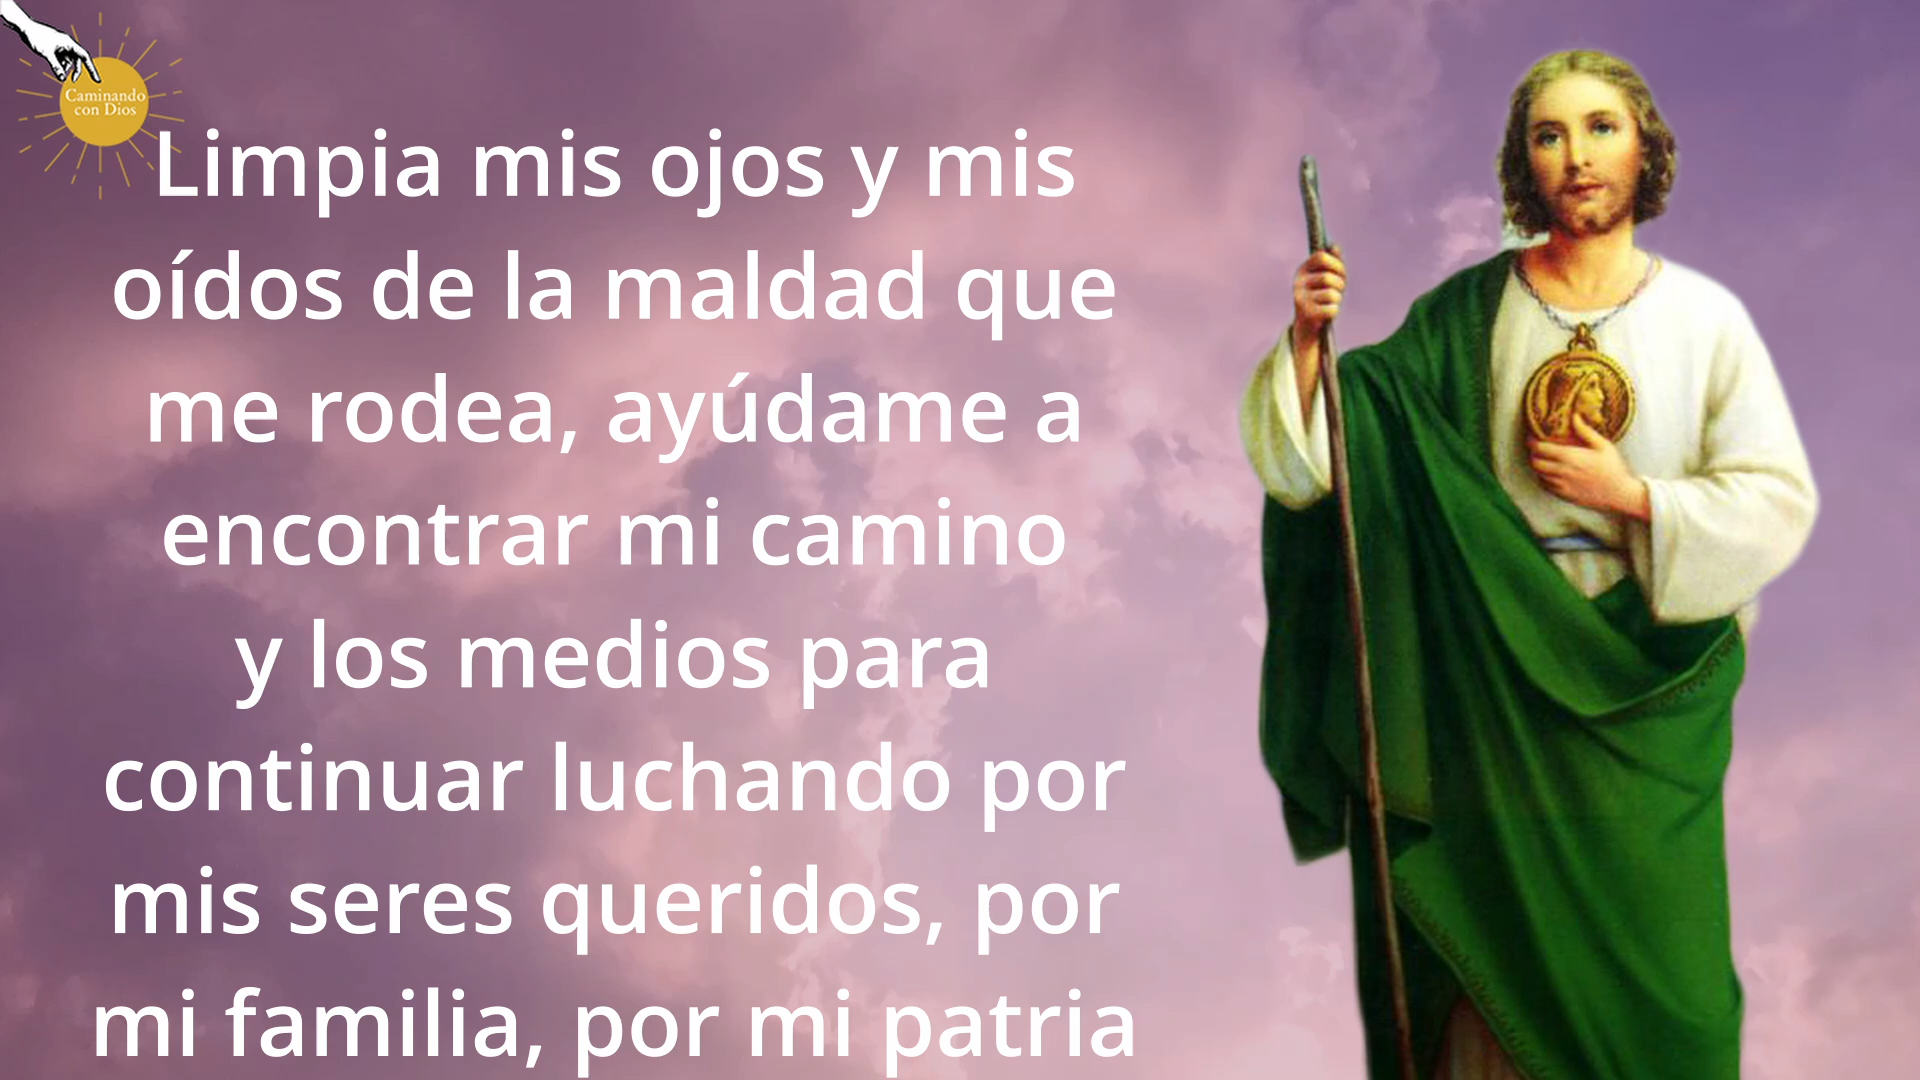 Caminando
con Dios
Limpia mis ojos y mis
oídos de la maldad que
me rodea, ayúdame a
encontrar mi camino
y los medios para
continuar luchando por
mis seres queridos, por
mi familia, por mi patria